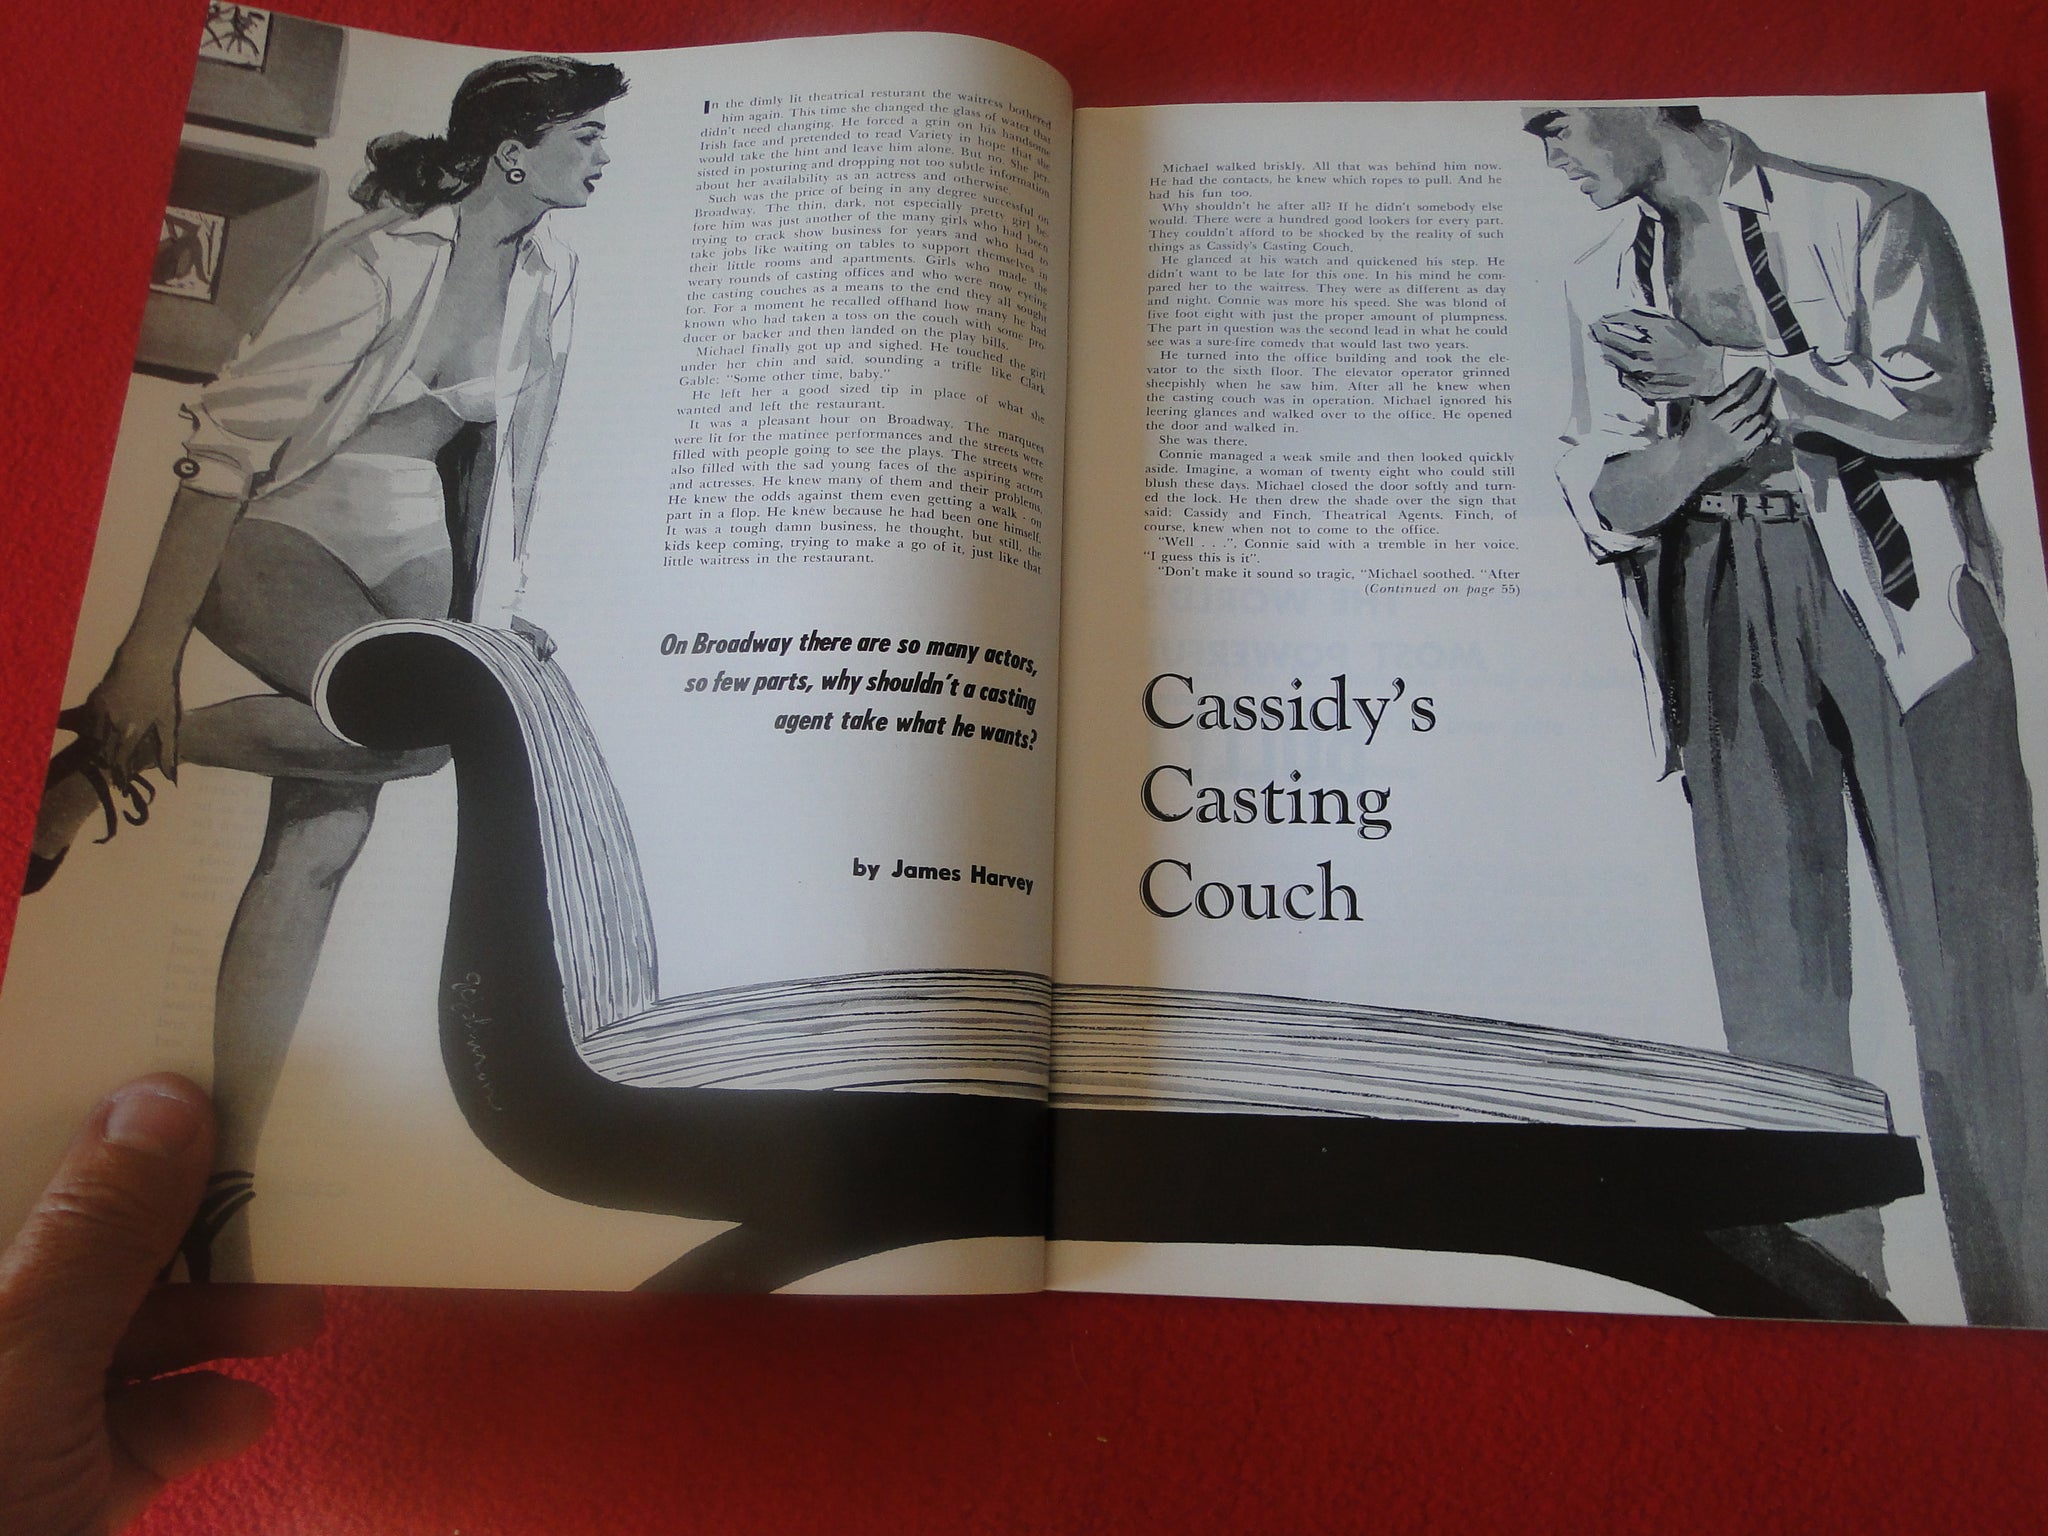 In the dimly lit theatrical resturant the waitress bothered
him again. This time she changed the glass of water that
didn't need changing. He forced a grin on his handsome
Irish face and pretended to read Variety in hope that she
would take the hint and leave him alone. But no. She per-
sisted in posturing and dropping not too subtle information
about her availability as an actress and otherwise.
Such was the price of being in any degree successful on
Broadway. The thin, dark, not especially pretty girl be-
fore him was just another of the many girls who had been
trying to crack show business for years and who had to
take jobs like waiting on tables to support themselves in
their little rooms and apartments. Girls who made the
weary rounds of casting offices and who were now eyeing
the casting couches as a means to the end they all sought
for. For a moment he recalled offhand how many he had
known who had taken a toss on the couch with some pro-
ducer or backer and then landed on the play bills.
Michael finally got up and sighed. He touched the girl
under her chin and said, sounding a trifle like Clark
Gable: "Some other time, baby."
He left her a good sized tip in place of what she
wanted and left the restaurant.
It was a pleasant hour on Broadway. The marquees
were lit for the matinee performances and the streets were
filled with people going to see the plays. The streets were
also filled with the sad young faces of the aspiring actors
and actresses. He knew many of them and their problems.
He knew the odds against them even getting a walk - on
part in a flop. He knew because he had been one himself.
It was a tough damn business, he thought, but still, the
kids keep coming, trying to make a go of it, just like that
little waitress in the restaurant.
On Broadway there are so many actors,
so few parts, why shouldn't a casting
agent take what he wants?
by James Harvey
Michael walked briskly. All that was behind him now.
He had the contacts, he knew which ropes to pull. And he
had his fun too.
Why shouldn't he after all? If he didn't somebody else
would. There were a hundred good lookers for every part.
They couldn't afford to be shocked by the reality of such
things as Cassidy's Casting Couch.
He glanced at his watch and quickened his step. He
didn't want to be late for this one. In his mind he com-
pared her to the waitress. They were as different as day
and night. Connie was more his speed. She was blond of
five foot eight with just the proper amount of plumpness.
The part in question was the second lead in what he could
see was a sure-fire comedy that would last two years.
He turned into the office building and took the ele-
vator to the sixth floor. The elevator operator grinned
sheepishly when he saw him. After all he knew when
the casting couch was in operation. Michael ignored his
leering glances and walked over to the office. He opened
the door and walked in.
She was there.
Connie managed a weak smile and then looked quickly
aside. Imagine, a woman of twenty eight who could still
blush these days. Michael closed the door softly and turn-
ed the lock. He then drew the shade over the sign that
said: Cassidy and Finch, Theatrical Agents. Finch, of
course, knew when not to come to the office.
"Well . . .", Connie said with a tremble in her voice.
"I guess this is it".
"Don't make it sound so tragic, "Michael soothed. "After
(Continued on page 55)
Cassidy's
Casting
Couch